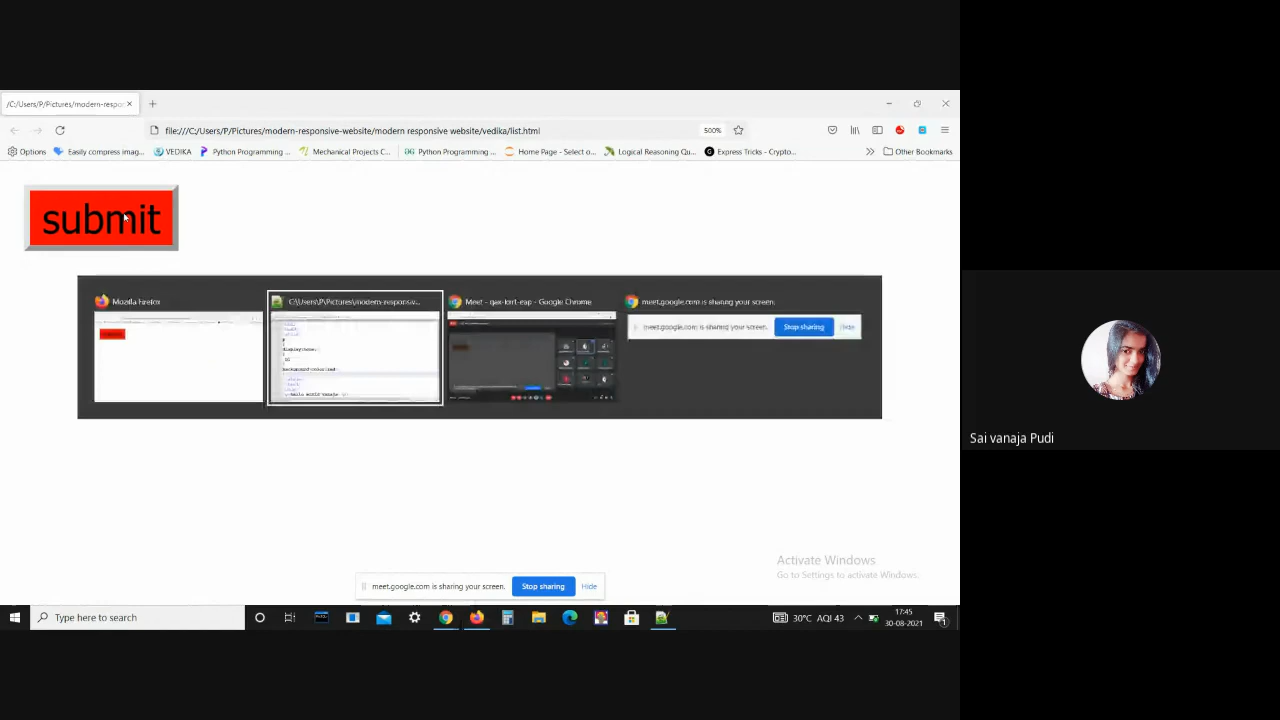 /C:/Users/P/Pictures/modern-respo
file:///C:/Users/P/Pictures/modern-responsive-website/modern responsive website/vedika/list.html
500%
Options
Easily compress imag...
VEDIKA
Python Programming ...
Mechanical Projects C...
Python Programming ...
Home Page - Select o...
Logical Reasoning Qu...
Express Tricks - Crypto...
Other Bookmarks
submit
Mozilla Firefox
C:\Users\P\Pictures\modern-responsiv...
Meet - - Google Chrome
meet.google.com is sharing your screen.
meet.google.com is sharing your screen.
Stop sharing
Hide
Sai vanaja Pudi
Activate Windows
Go to Settings to activate Windows.
meet.google.com is sharing your screen.
Stop sharing
Hide
Type here to search
30°C AQI 43
17:45
30-08-2021